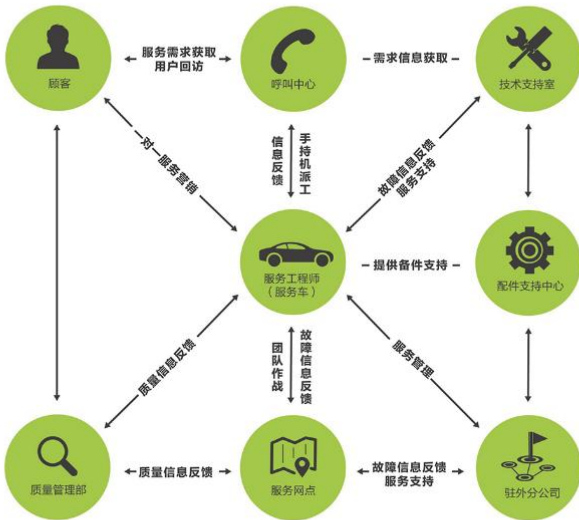 服务需求获取
用户回访
需求信息获取
顾客
呼叫中心
技术支持室
一对一服务营销
信息反馈
手持机派工
故障信息反馈
服务支持
服务工程师
（服务车）
提供备件支持
配件支持中心
质量信息反馈
团队作战
故障信息反馈
服务管理
质量管理部
质量信息反馈
服务网点
故障信息反馈
服务支持
驻外分公司